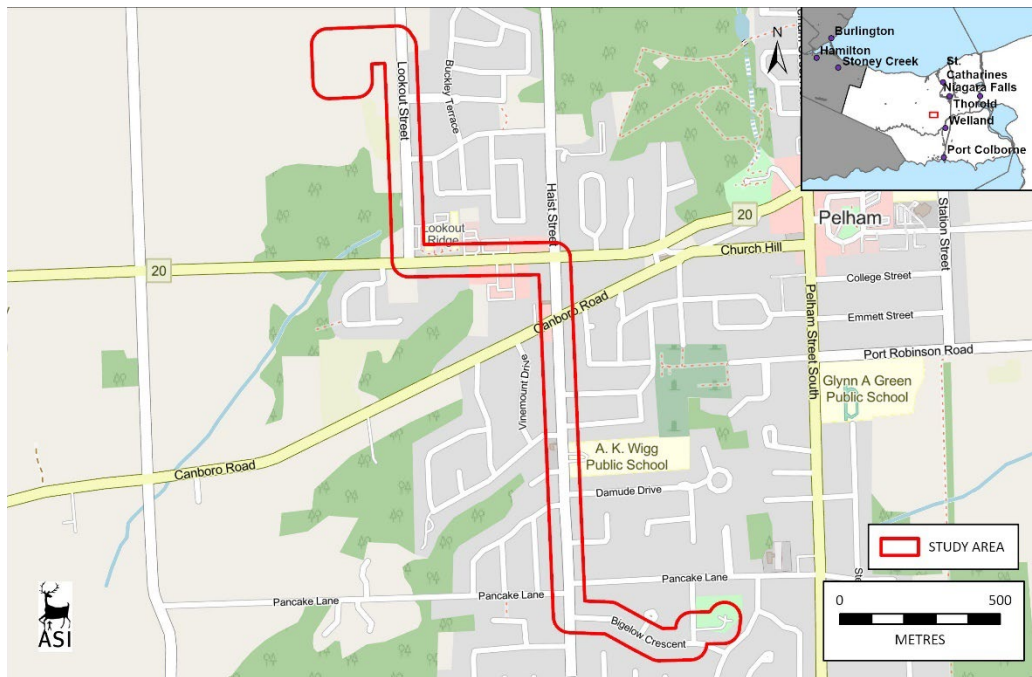 N
Burlington
Hamilton
Stoney Creek
St.
Catharines
Niagara Falls
Thorold
Welland
Port Colborne
Lookout Street
Buckley Terrace
Haist Street
20
Pelham
Station Street
Lookout
Ridge
Church Hill
20
College Street
Canboro Road
Emmett Street
Pelham Street South
Port Robinson Road
Vinemount Drive
Glynn A Green
Public School
A. K. Wigg
Public School
Canboro Road
Damude Drive
STUDY AREA
Pancake Lane
Pancake Lane
Pancake Lane
Bigelow Crescent
0 500
METRES
ASI